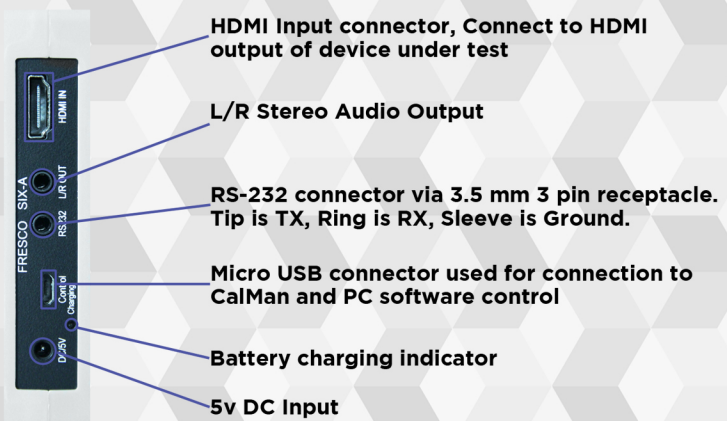 HDMI Input connector, Connect to HDMI
output of device under test
L/R Stereo Audio Output
RS-232 connector via 3.5 mm 3 pin receptacle.
Tip is TX, Ring is RX, Sleeve is Ground.
Micro USB connector used for connection to
CalMan and PC software control
Battery charging indicator
5v DC Input
FRESCO SIX-A
HDMI IN
L/R OUT
RS232
Control
Charging
DC/5V